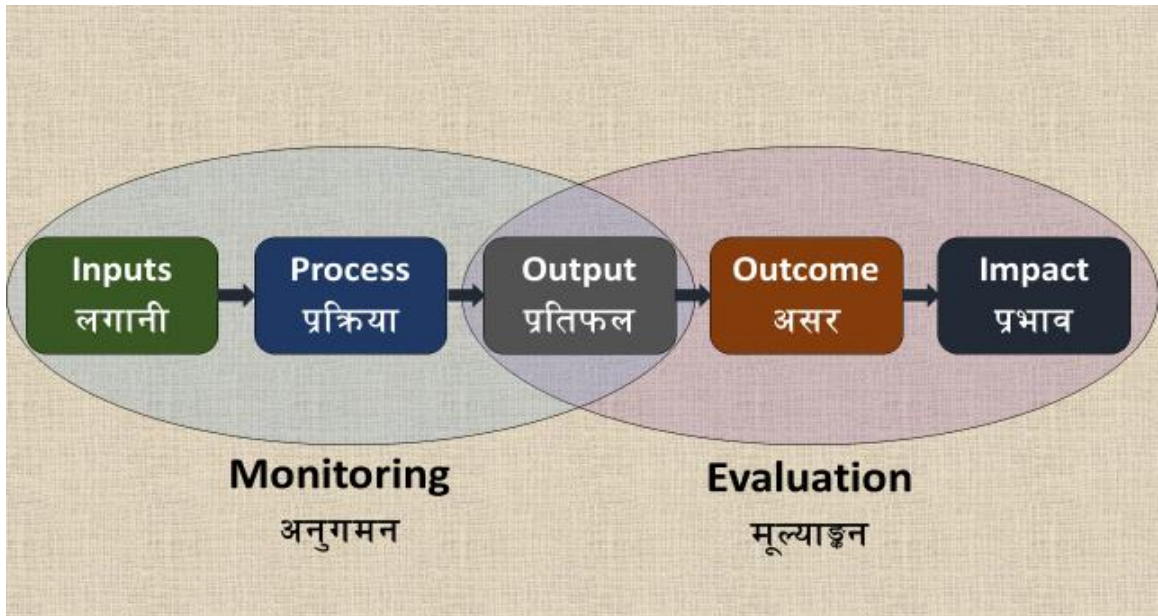 Inputs
लगानी
Process
प्रक्रिया
Output
प्रतिफल
Outcome
असर
Impact
प्रभाव
Monitoring
अनुगमन
Evaluation
मूल्याङ्कन